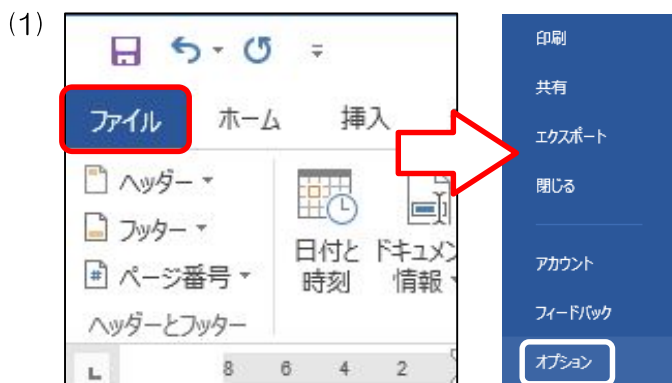 (1)
ファイル ホーム 挿入
ヘッダー
フッター
ページ番号
日付と
時刻
ドキュメン
情報
ヘッダーとフッター
L 8 6 4 2
印刷
共有
エクスポート
閉じる
アカウント
フィードバック
オプション